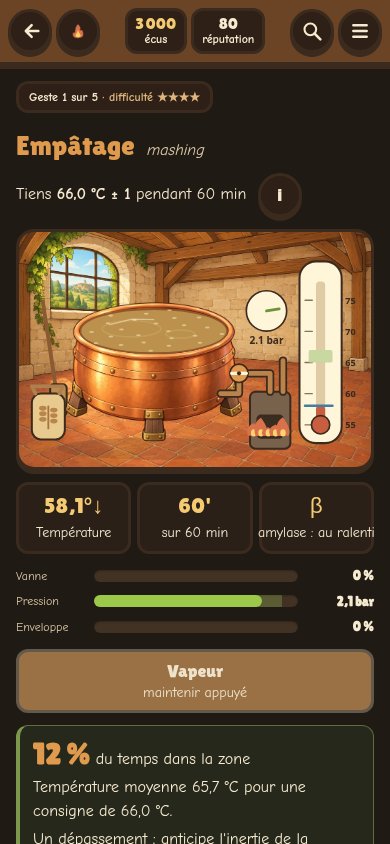 3 000
écus
80
réputation
Geste 1 sur 5 · difficulté ★★★★
Empâtage mashing
Tiens 66,0 °C ± 1 pendant 60 min
i
2.1 bar
75
70
65
60
55
58,1°↓
Température
60'
sur 60 min
β
amylase : au ralenti
Vanne 0 %
Pression 2,1 bar
Enveloppe 0 %
Vapeur
maintenir appuyé
12 % du temps dans la zone
Température moyenne 65,7 °C pour une
consigne de 66,0 °C.
Un dépassement : anticipe l'inertie de la